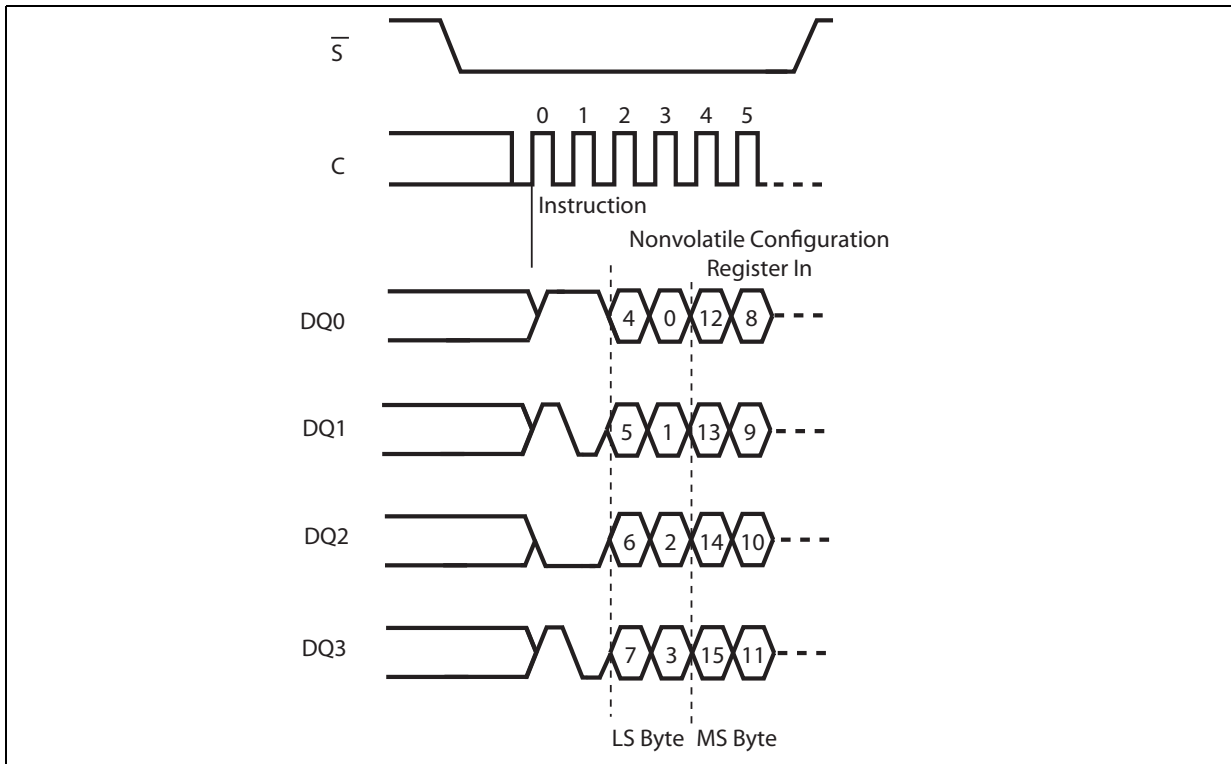 S
0 1 2 3 4 5
C
Instruction
Nonvolatile Configuration
Register In
DQ0 4 0 12 8
DQ1 5 1 13 9
DQ2 6 2 14 10
DQ3 7 3 15 11
LS Byte MS Byte